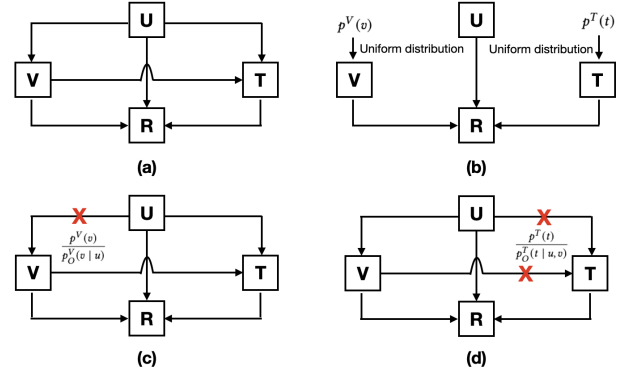 U
V
T
R
(a)
p^V(v)
p^T(t)
Uniform distribution
Uniform distribution
U
V
T
R
(b)
X
U
p^V(v)
p_O^V(v | u)
V
T
R
(c)
U
X
p^T(t)
p_O^T(t | u, v)
V
X
T
R
(d)